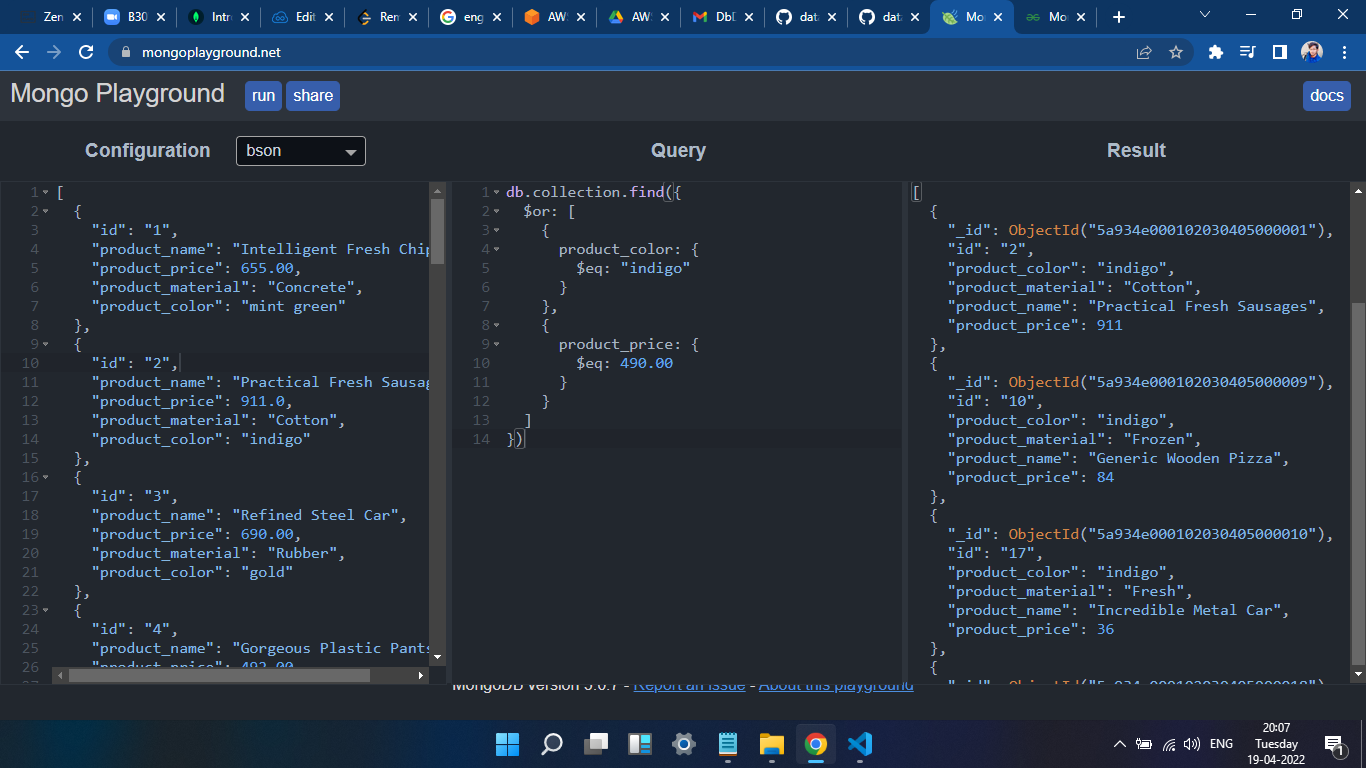 Zen
B30
Intr
Edit
Ren
eng
AWS
AWS
DbD
data
data
Mon
Mon
mongoplayground.net
Mongo Playground run share docs
Configuration bson Query Result
1 [
2 {
3 "id": "1",
4 "product_name": "Intelligent Fresh Chip
5 "product_price": 655.00,
6 "product_material": "Concrete",
7 "product_color": "mint green"
8 },
9 {
10 "id": "2",
11 "product_name": "Practical Fresh Sausag
12 "product_price": 911.0,
13 "product_material": "Cotton",
14 "product_color": "indigo"
15 },
16 {
17 "id": "3",
18 "product_name": "Refined Steel Car",
19 "product_price": 690.00,
20 "product_material": "Rubber",
21 "product_color": "gold"
22 },
23 {
24 "id": "4",
25 "product_name": "Gorgeous Plastic Pants
26 "product_price": 492.00
1 db.collection.find({
2 $or: [
3 {
4 product_color: {
5 $eq: "indigo"
6 }
7 },
8 {
9 product_price: {
10 $eq: 490.00
11 }
12 }
13 ]
14 })
[
{
"_id": ObjectId("5a934e000102030405000001"),
"id": "2",
"product_color": "indigo",
"product_material": "Cotton",
"product_name": "Practical Fresh Sausages",
"product_price": 911
},
{
"_id": ObjectId("5a934e000102030405000009"),
"id": "10",
"product_color": "indigo",
"product_material": "Frozen",
"product_name": "Generic Wooden Pizza",
"product_price": 84
},
{
"_id": ObjectId("5a934e000102030405000010"),
"id": "17",
"product_color": "indigo",
"product_material": "Fresh",
"product_name": "Incredible Metal Car",
"product_price": 36
},
{
"_id": ObjectId("5a934e000102030405000018"),
MongoDB version 5.0.7 - Report an issue - About this playground
ENG
20:07
Tuesday
19-04-2022
1